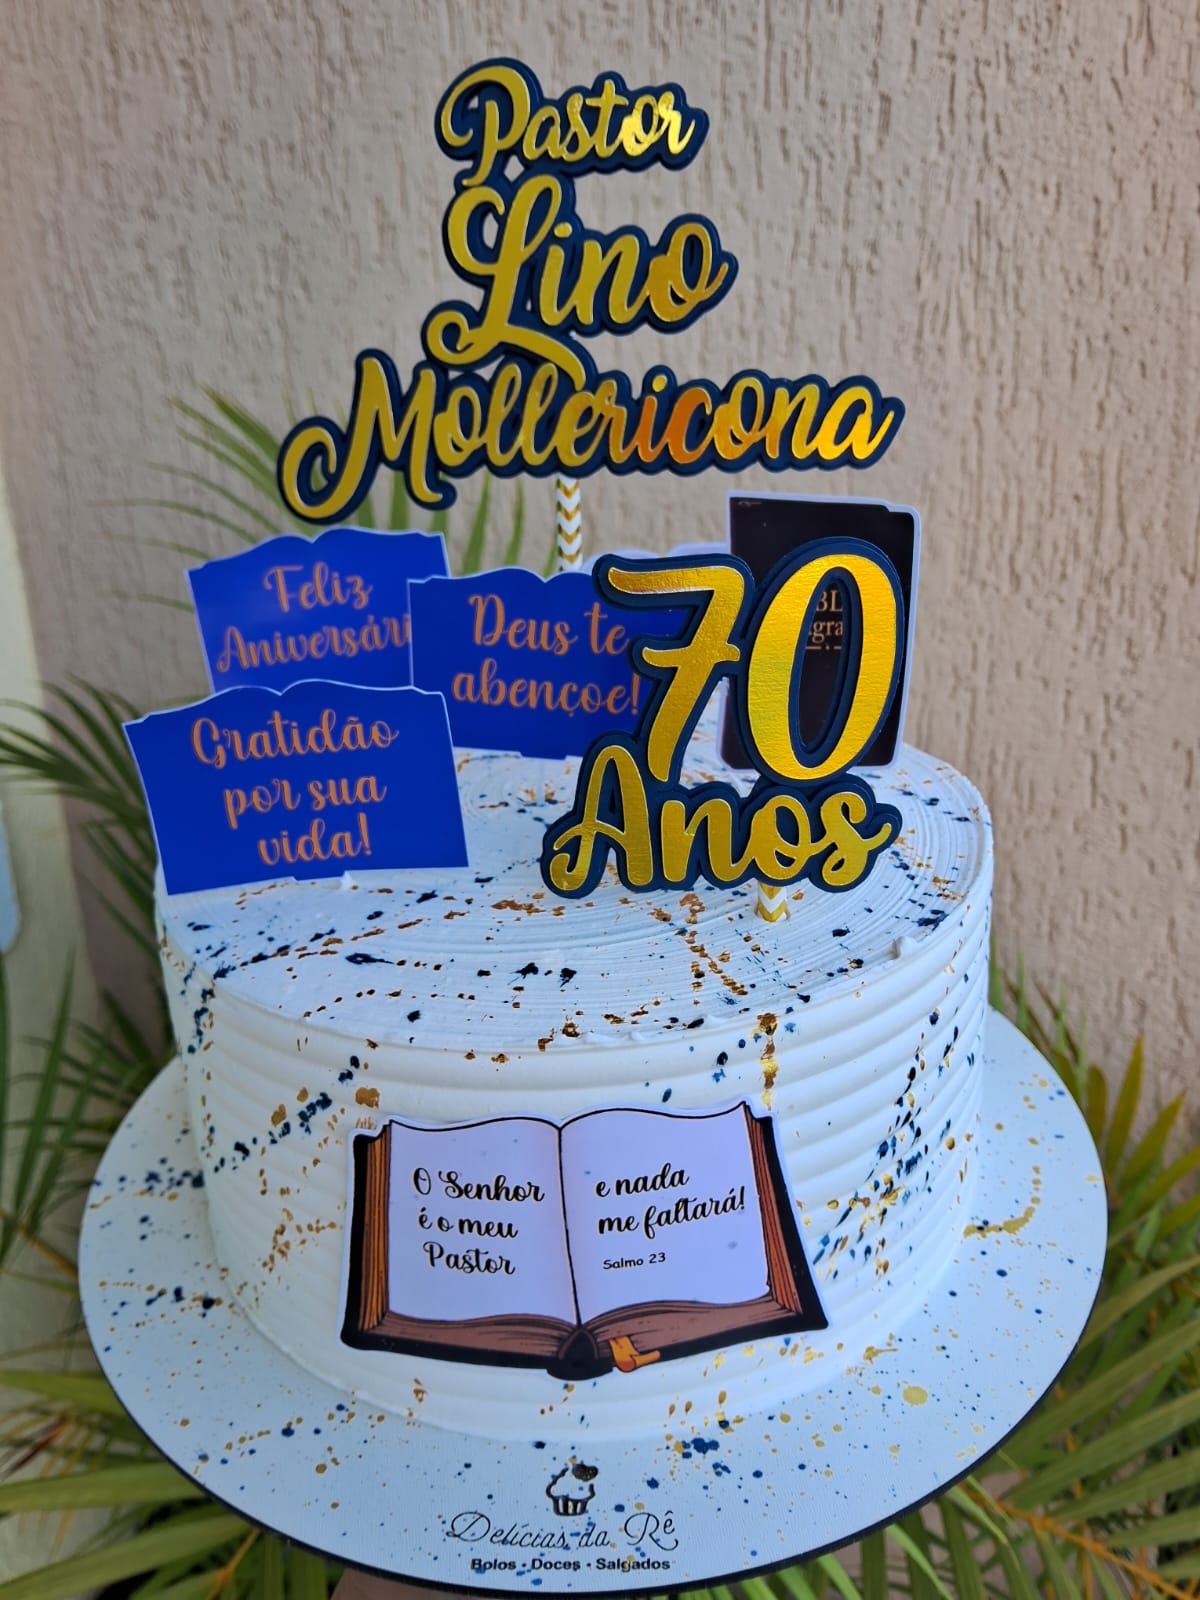 Pastor
Lino
Mollericona
Feliz
Deus te
abençoe!
70
Anos
Gratidão
por sua
vida!
O Senhor
é o meu
Pastor
e nada
me faltará!
Salmo 23
Delícias da Rê
Bolos • Doces • Salgados